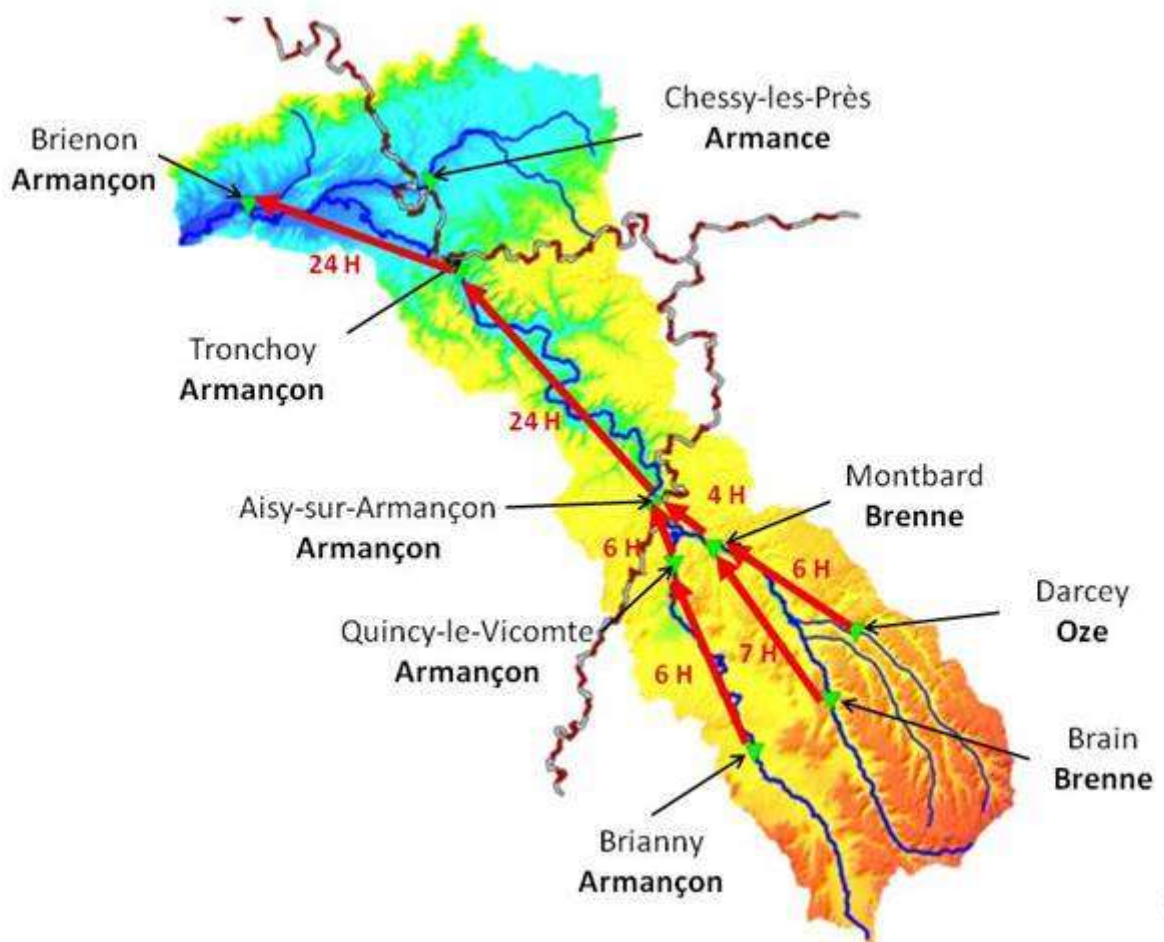 Chessy-les-Près
Armance
Brienon
Armançon
24 H
Tronchoy
Armançon
24 H
Montbard
Brenne
4 H
Aisy-sur-Armançon
Armançon
6 H
6 H
Darcey
Oze
Quincy-le-Vicomte
Armançon
7 H
6 H
Brain
Brenne
Brianny
Armançon